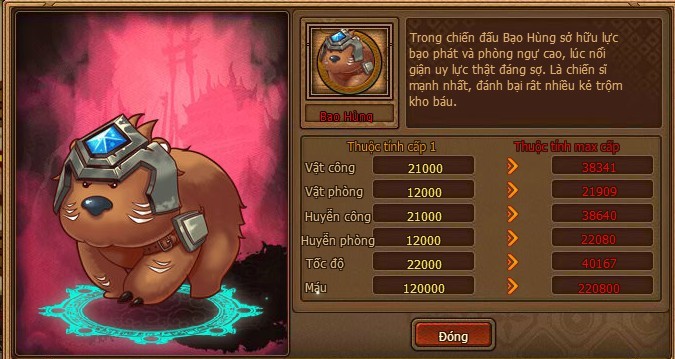 Trong chiến đấu Bạo Hùng sở hữu lực
bạo phát và phòng ngự cao, lúc nổi
giận uy lực thật đáng sợ. Là chiến sĩ
mạnh nhất, đánh bại rất nhiều kẻ trộm
kho báu.
Bạo Hùng
Thuộc tính cấp 1 Thuộc tính max cấp
Vật công 21000 38341
Vật phòng 12000 21909
Huyễn công 21000 38640
Huyễn phòng 12000 22080
Tốc độ 22000 40167
Máu 120000 220800
Đóng